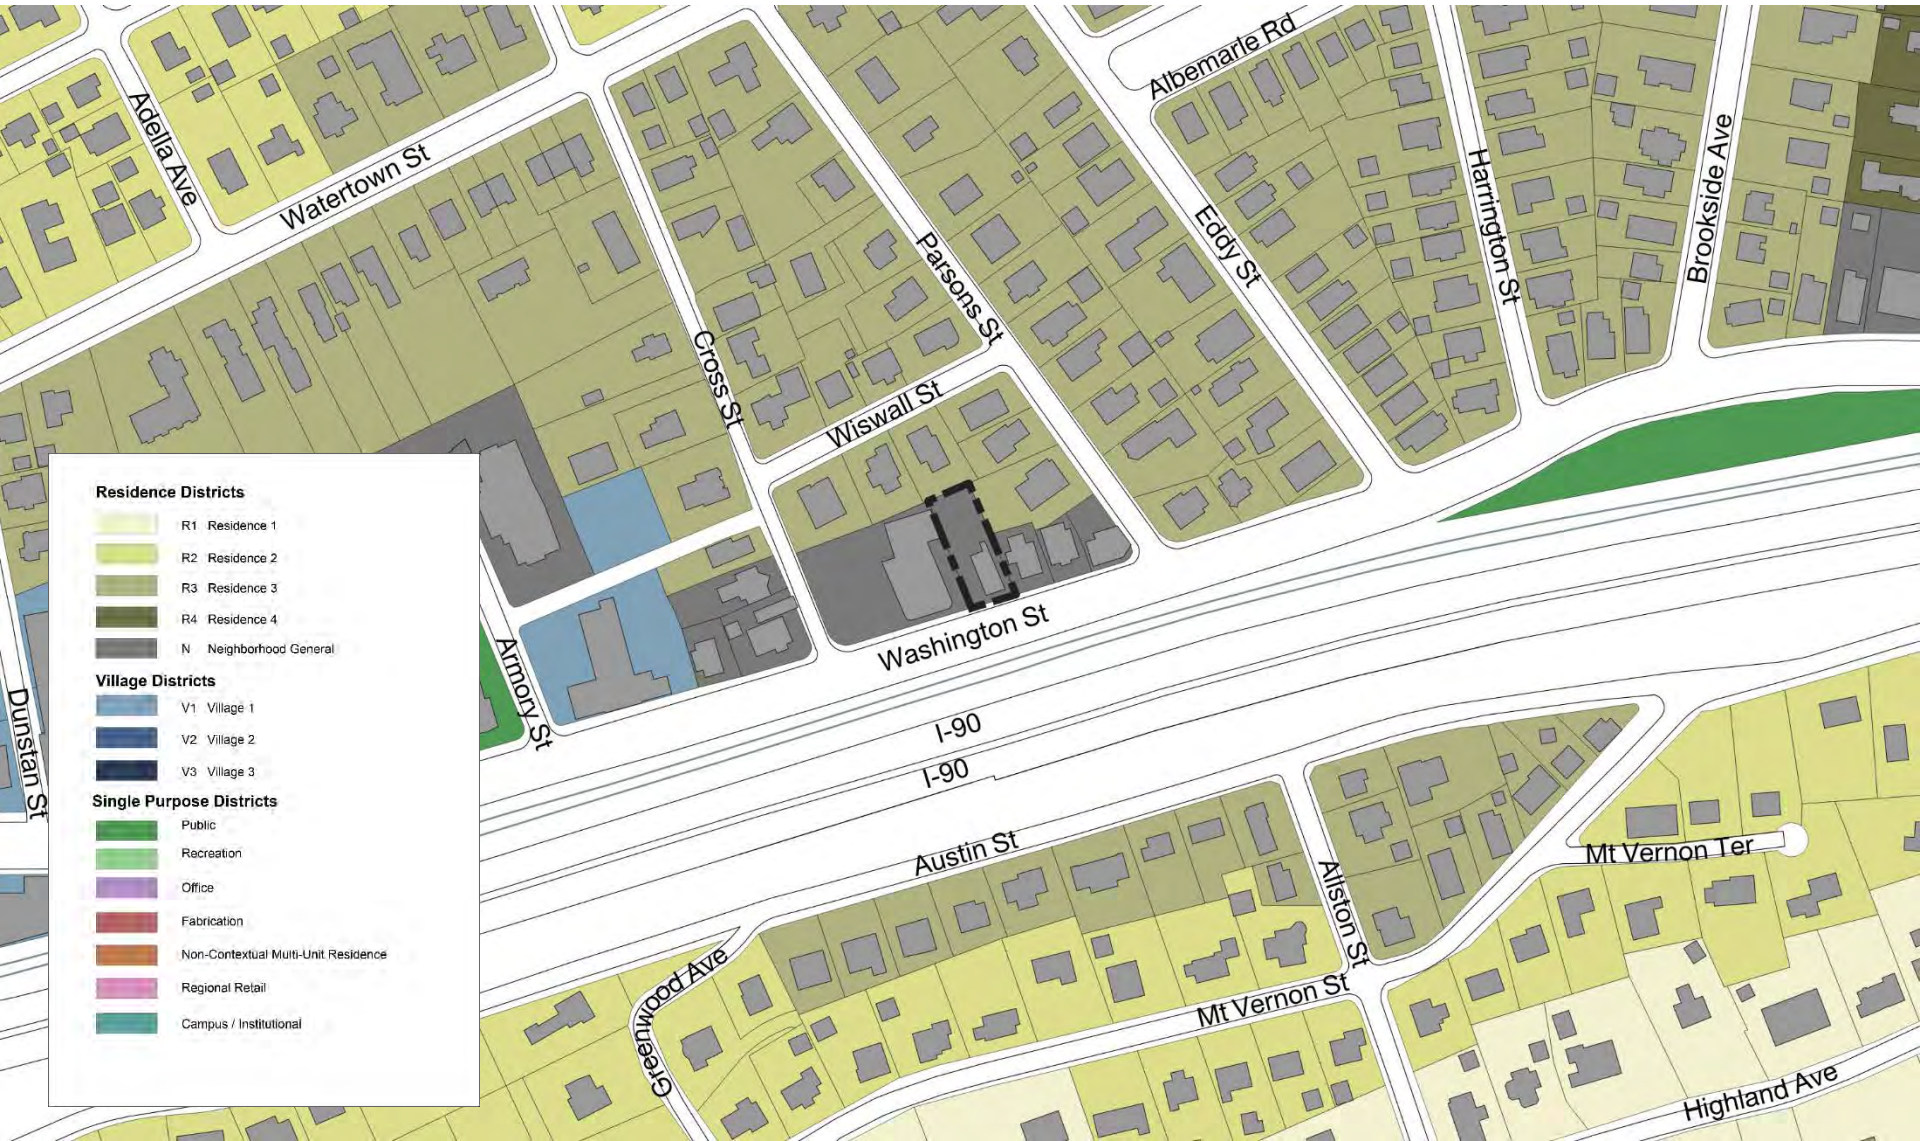 Albemarle Rd
Adella Ave
Watertown St
Harrington St
Brookside Ave
Eddy St
Parsons St
Cross St
Wiswall St
Residence Districts
R1 Residence 1
R2 Residence 2
R3 Residence 3
R4 Residence 4
N Neighborhood General
Village Districts
V1 Village 1
V2 Village 2
V3 Village 3
Single Purpose Districts
Public
Recreation
Office
Fabrication
Non-Contextual Multi-Unit Residence
Regional Retail
Campus / Institutional
Washington St
Armory St
Dunstan St
I-90
I-90
Austin St
Mt Vernon Ter
Allston St
Greenwood Ave
Mt Vernon St
Highland Ave